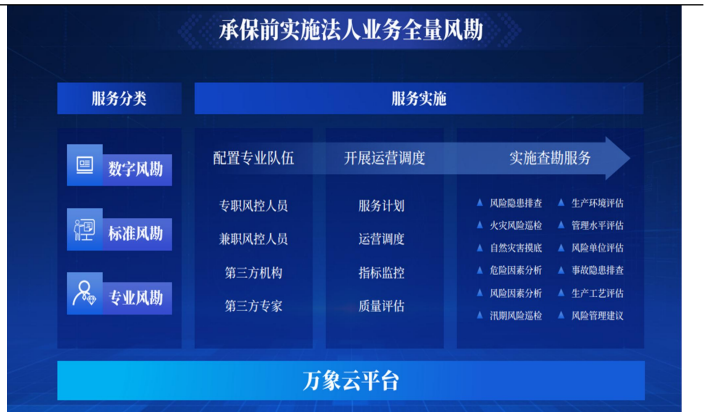 承保前实施法人业务全量风勘
服务分类
服务实施
数字风勘
标准风勘
专业风勘
配置专业队伍
开展运营调度
实施查勘服务
专职风控人员
兼职风控人员
第三方机构
第三方专家
服务计划
运营调度
指标监控
质量评估
风险隐患排查
火灾风险巡检
自然灾害摸底
危险因素分析
风险因素分析
汛期风险巡检
生产环境评估
管理水平评估
风险单位评估
事故隐患排查
生产工艺评估
风险管理建议
万象云平台